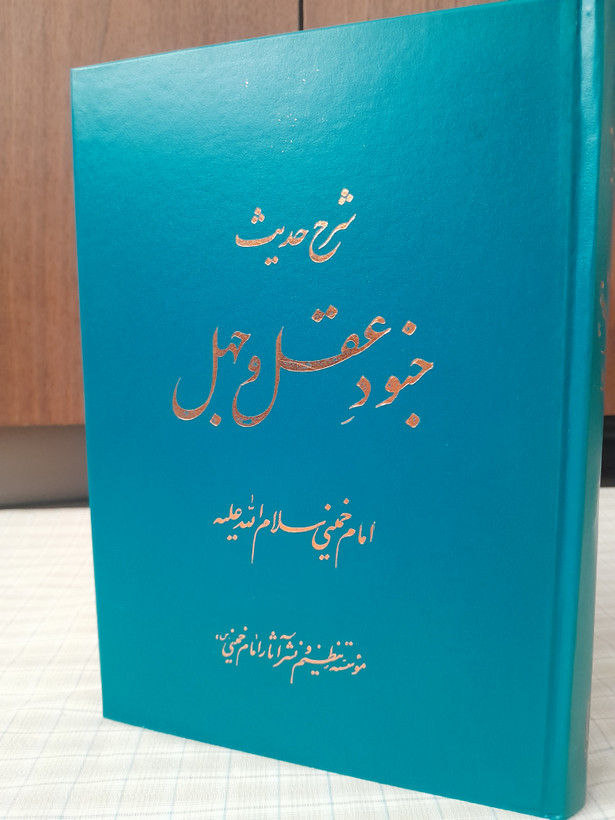 شرح حدیث
جنودِ عقل و جهل
امام خمینی سلام الله علیه
مؤسسه تنظیم و نشر آثار امام خمینی (س)